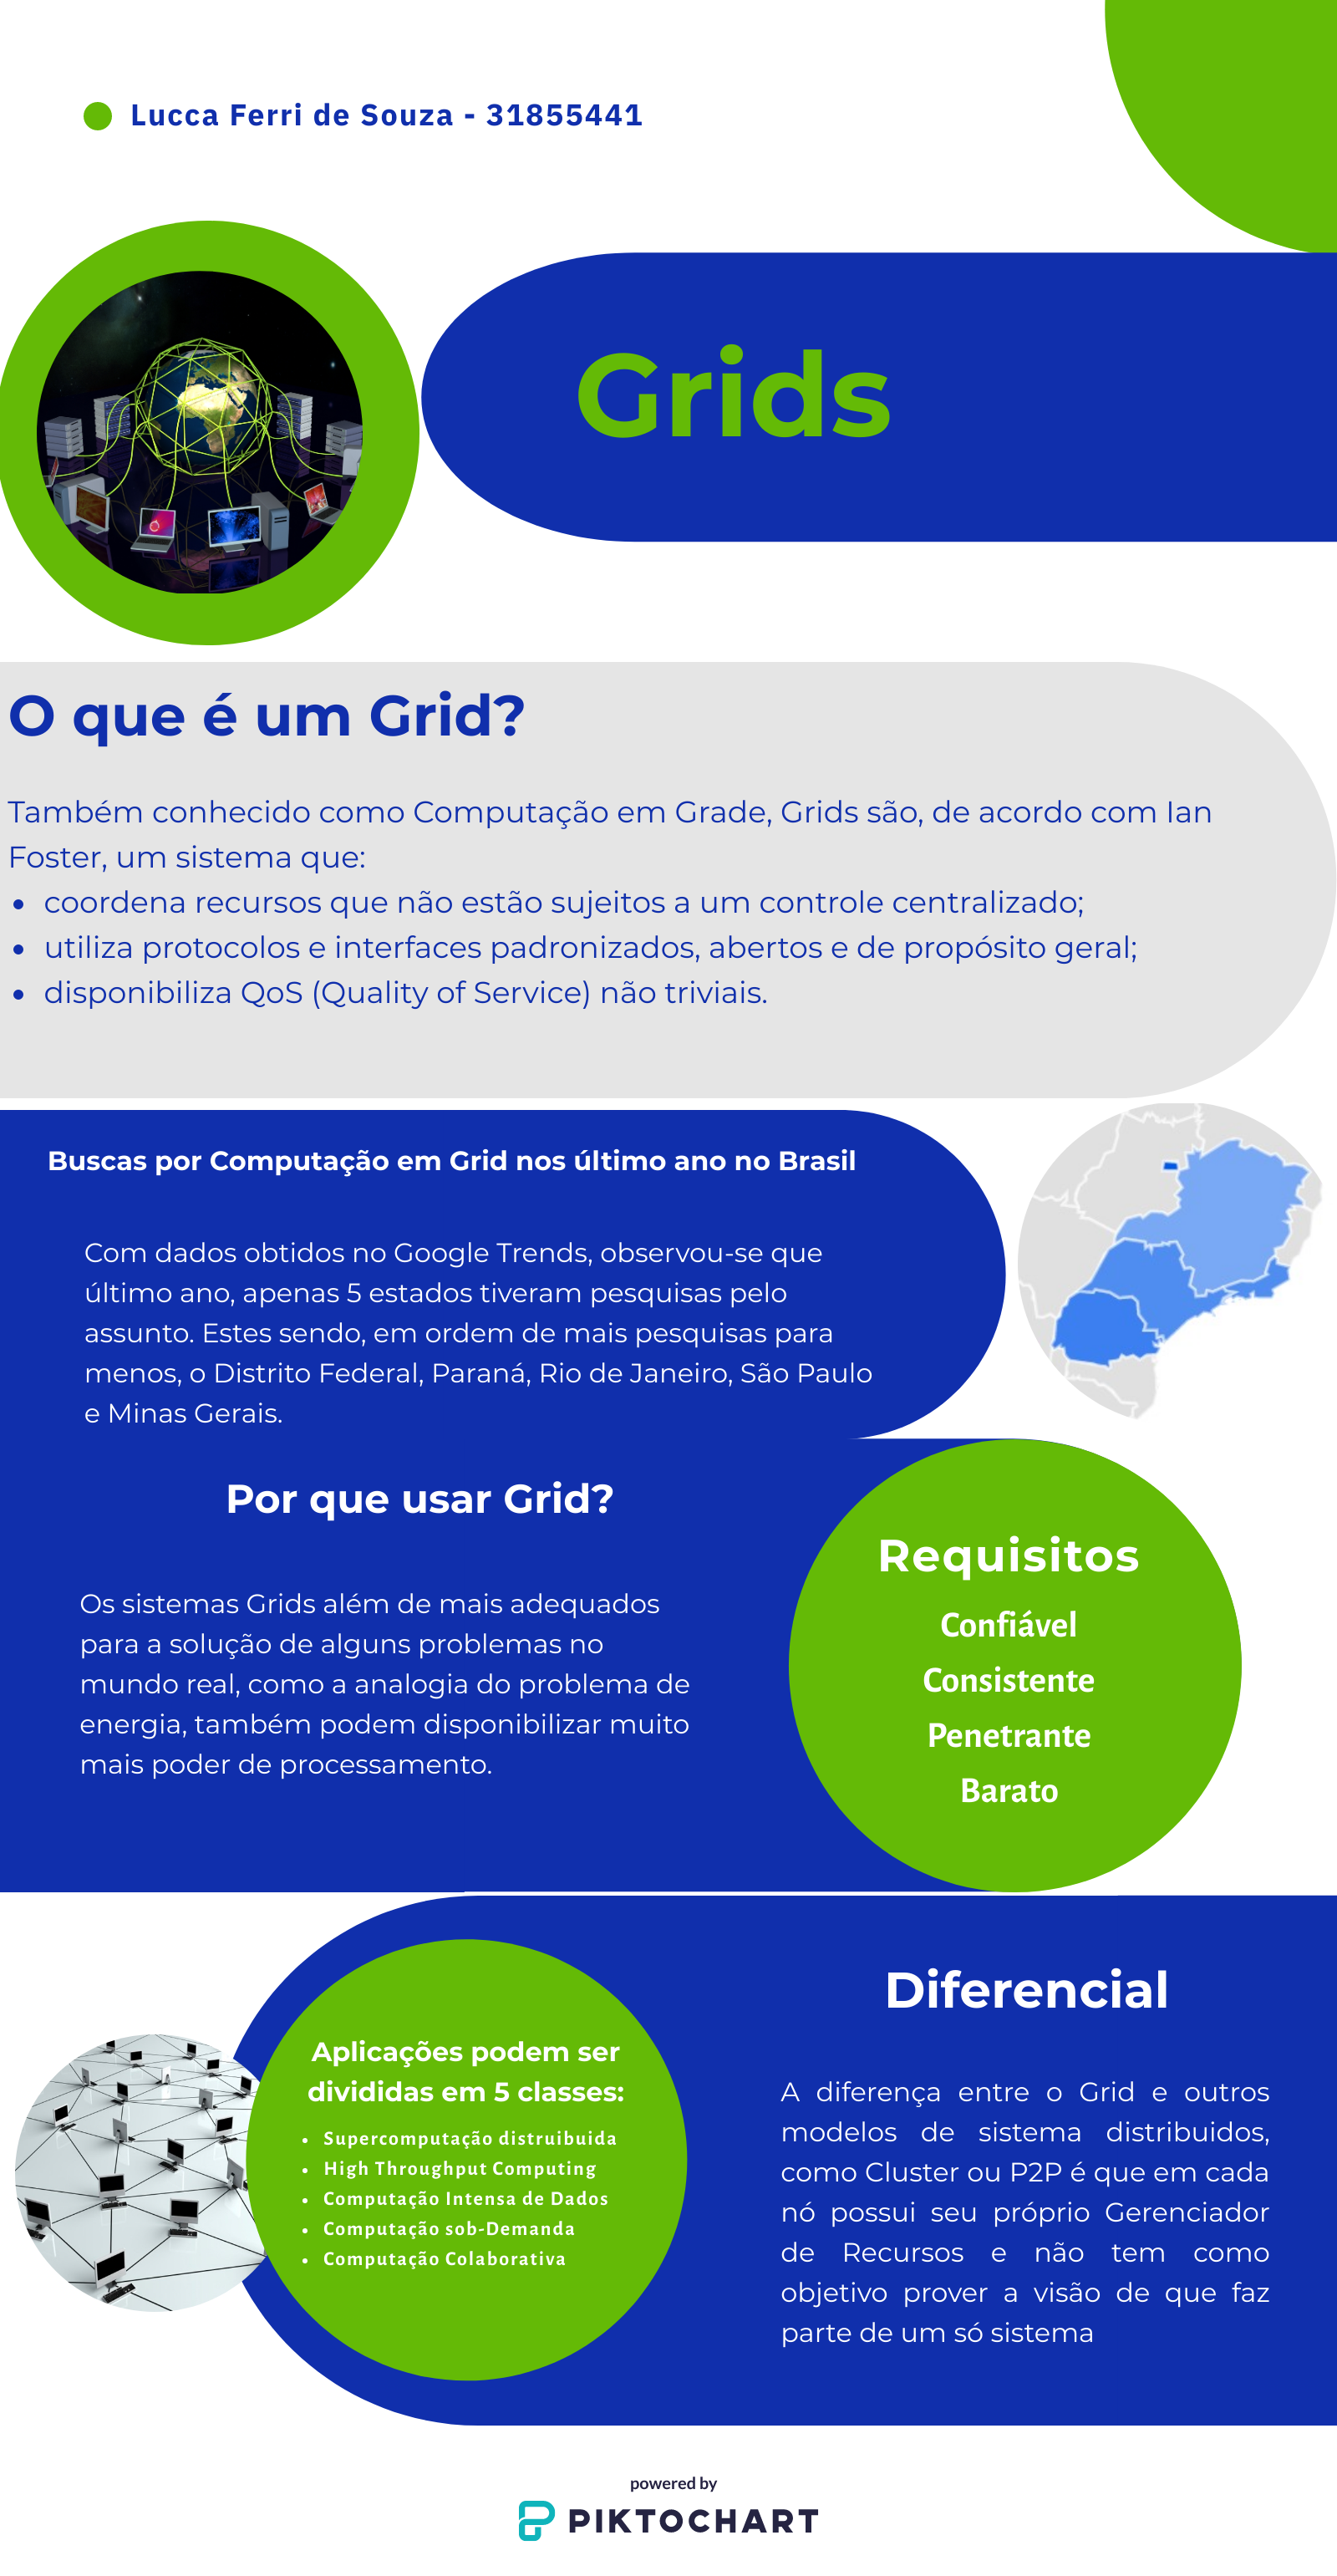 Lucca Ferri de Souza - 31855441
Grids
O que é um Grid?
Também conhecido como Computação em Grade, Grids são, de acordo com Ian
Foster, um sistema que:
• coordena recursos que não estão sujeitos a um controle centralizado;
• utiliza protocolos e interfaces padronizados, abertos e de propósito geral;
• disponibiliza QoS (Quality of Service) não triviais.
Buscas por Computação em Grid nos último ano no Brasil
Com dados obtidos no Google Trends, observou-se que
último ano, apenas 5 estados tiveram pesquisas pelo
assunto. Estes sendo, em ordem de mais pesquisas para
menos, o Distrito Federal, Paraná, Rio de Janeiro, São Paulo
e Minas Gerais.
Por que usar Grid?
Os sistemas Grids além de mais adequados
para a solução de alguns problemas no
mundo real, como a analogia do problema de
energia, também podem disponibilizar muito
mais poder de processamento.
Requisitos
Confiável
Consistente
Penetrante
Barato
Aplicações podem ser
divididas em 5 classes:
• Supercomputação distruibuida
• High Throughput Computing
• Computação Intensa de Dados
• Computação sob-Demanda
• Computação Colaborativa
Diferencial
A diferença entre o Grid e outros
modelos de sistema distribuidos,
como Cluster ou P2P é que em cada
nó possui seu próprio Gerenciador
de Recursos e não tem como
objetivo prover a visão de que faz
parte de um só sistema
powered by
PIKTOCHART